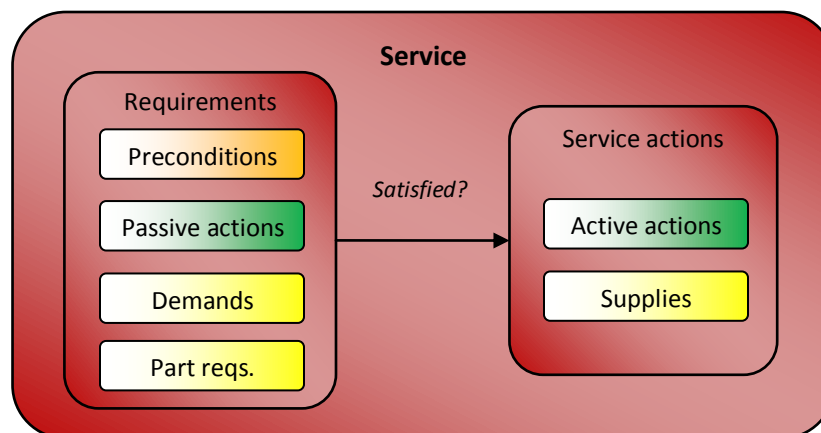 Service
Requirements
Preconditions
Passive actions
Demands
Part reqs.
Satisfied?
Service actions
Active actions
Supplies